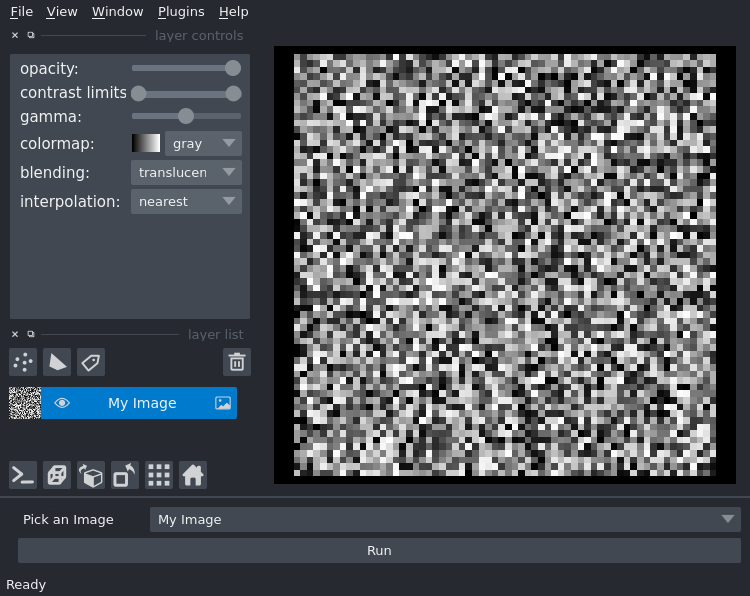 File View Window Plugins Help
layer controls
opacity:
contrast limits
gamma:
colormap: gray
blending: translucen
interpolation: nearest
layer list
My Image
Pick an Image My Image
Run
Ready